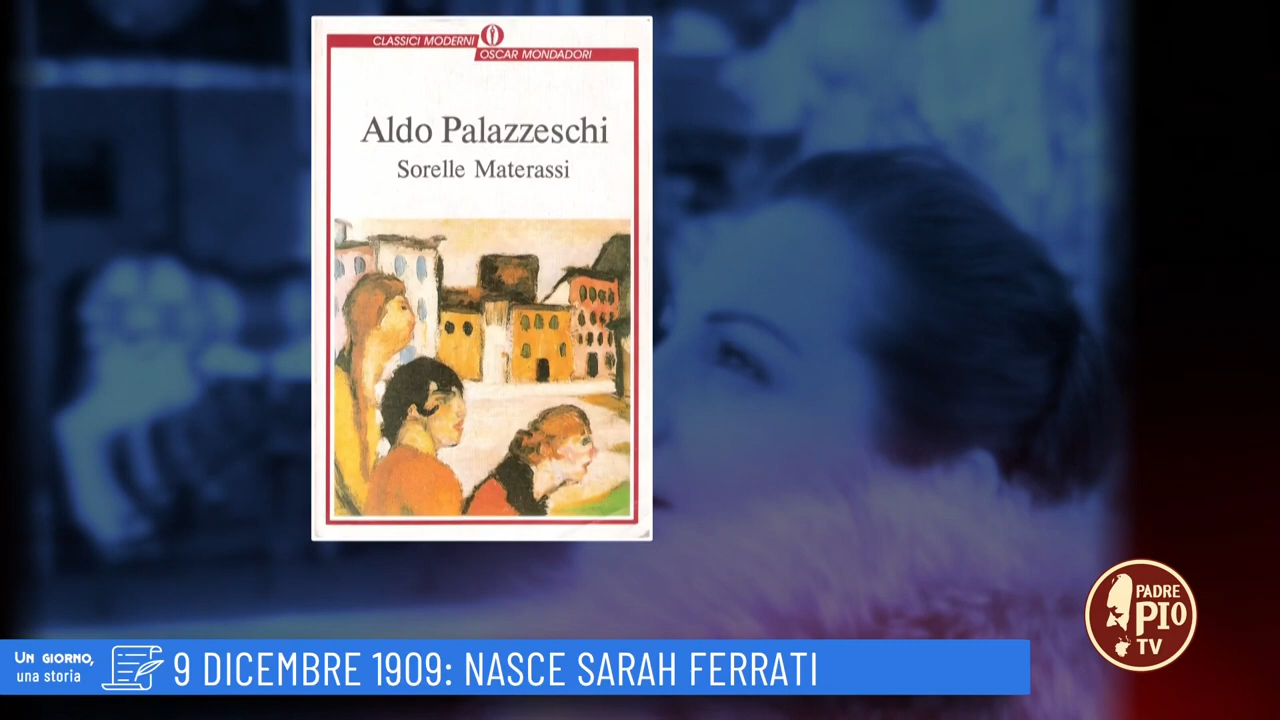 CLASSICI MODERNI
OSCAR MONDADORI
Aldo Palazzeschi
Sorelle Materassi
PADRE
PIO
TV
UN GIORNO,
una storia
9 DICEMBRE 1909: NASCE SARAH FERRATI